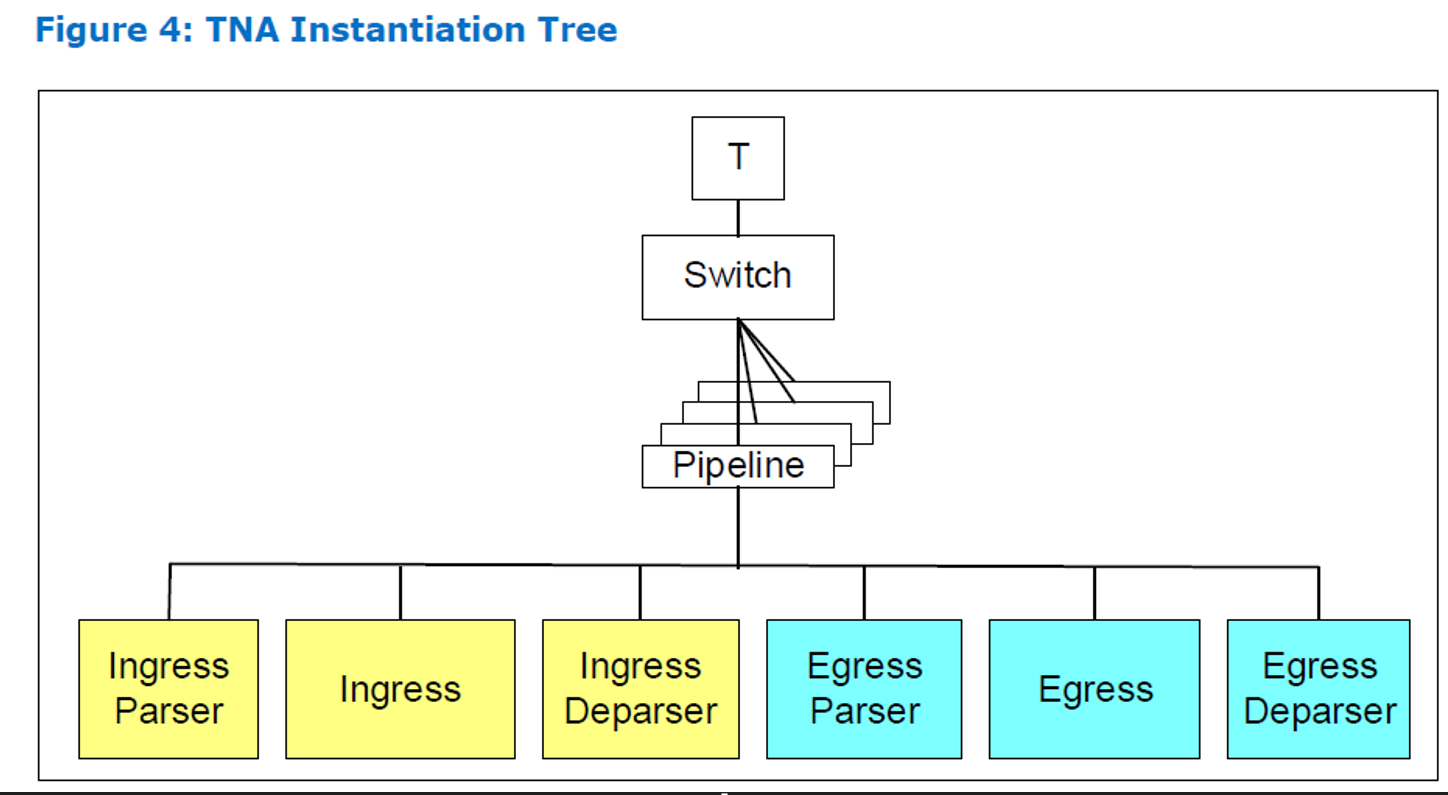 Figure 4: TNA Instantiation Tree
T
Switch
Pipeline
Ingress
Parser
Ingress
Ingress
Deparser
Egress
Parser
Egress
Egress
Deparser